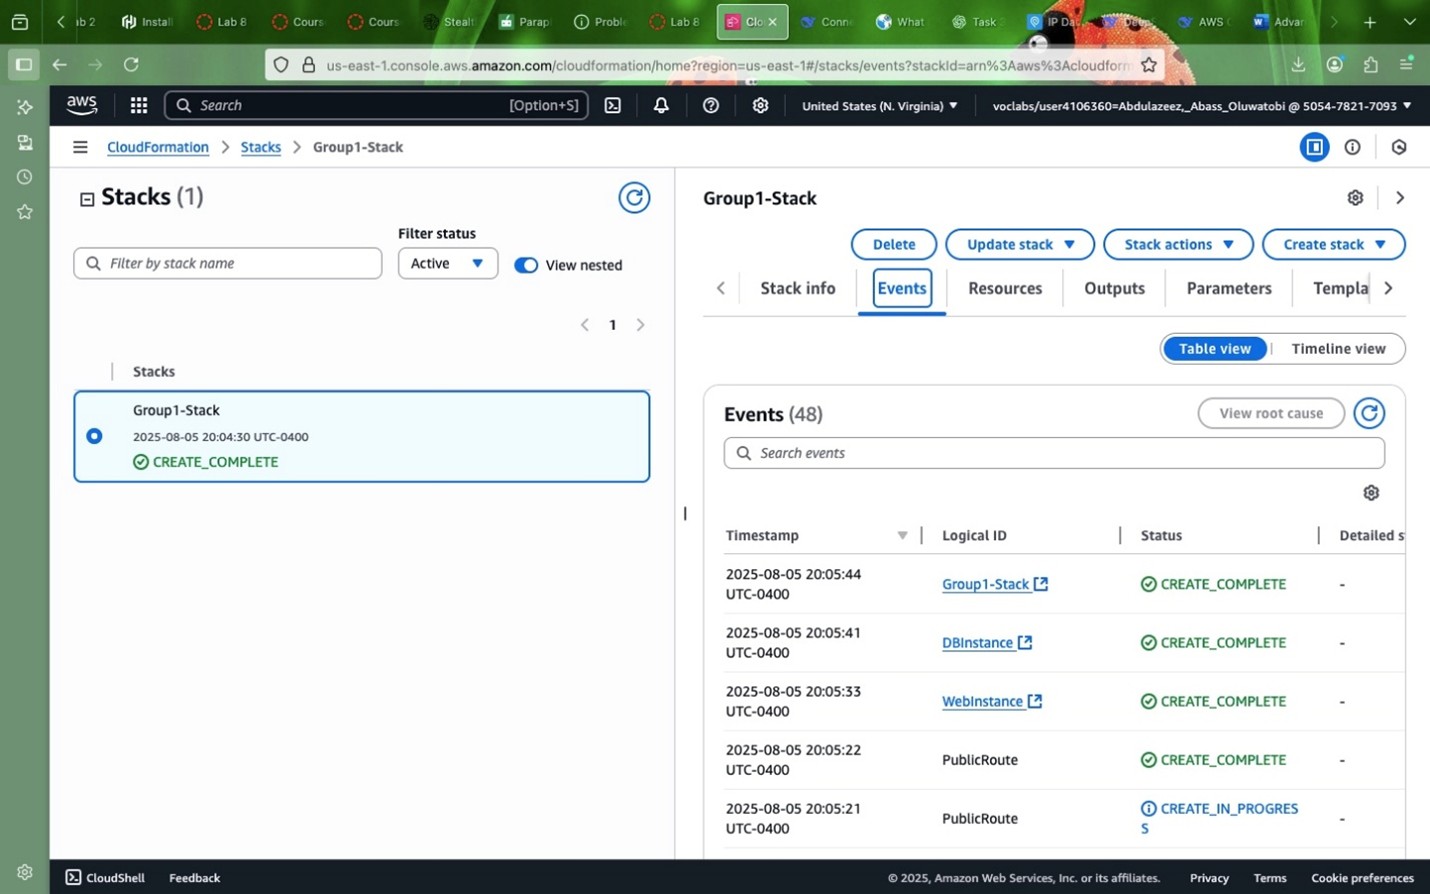 ab 2
Install
Lab 8
Cours
Cours
Stealt
Parap
Proble
Lab 8
Clo
Conne
What
Task
IP Da
AWS
Advar
us-east-1.console.aws.amazon.com/cloudformation/home?region=us-east-1#/stacks/events?stackId=arn%3Aaws%3Acloudform
aws
Search
[Option+S]
United States (N. Virginia)
voclabs/user4106360=Abdulazeez,_Abass_Oluwatobi @ 5054-7821-7093
CloudFormation
Stacks
Group1-Stack
Stacks (1)
Filter status
Filter by stack name
Active
View nested
1
Stacks
Group1-Stack
2025-08-05 20:04:30 UTC-0400
CREATE_COMPLETE
Group1-Stack
Delete
Update stack
Stack actions
Create stack
Stack info
Events
Resources
Outputs
Parameters
Templa
Table view
Timeline view
Events (48)
View root cause
Search events
Timestamp
Logical ID
Status
Detailed s
2025-08-05 20:05:44
UTC-0400
Group1-Stack
CREATE_COMPLETE
-
2025-08-05 20:05:41
UTC-0400
DBInstance
CREATE_COMPLETE
-
2025-08-05 20:05:33
UTC-0400
WebInstance
CREATE_COMPLETE
-
2025-08-05 20:05:22
UTC-0400
PublicRoute
CREATE_COMPLETE
-
2025-08-05 20:05:21
UTC-0400
PublicRoute
CREATE_IN_PROGRES
S
-
CloudShell
Feedback
© 2025, Amazon Web Services, Inc. or its affiliates.
Privacy
Terms
Cookie preferences